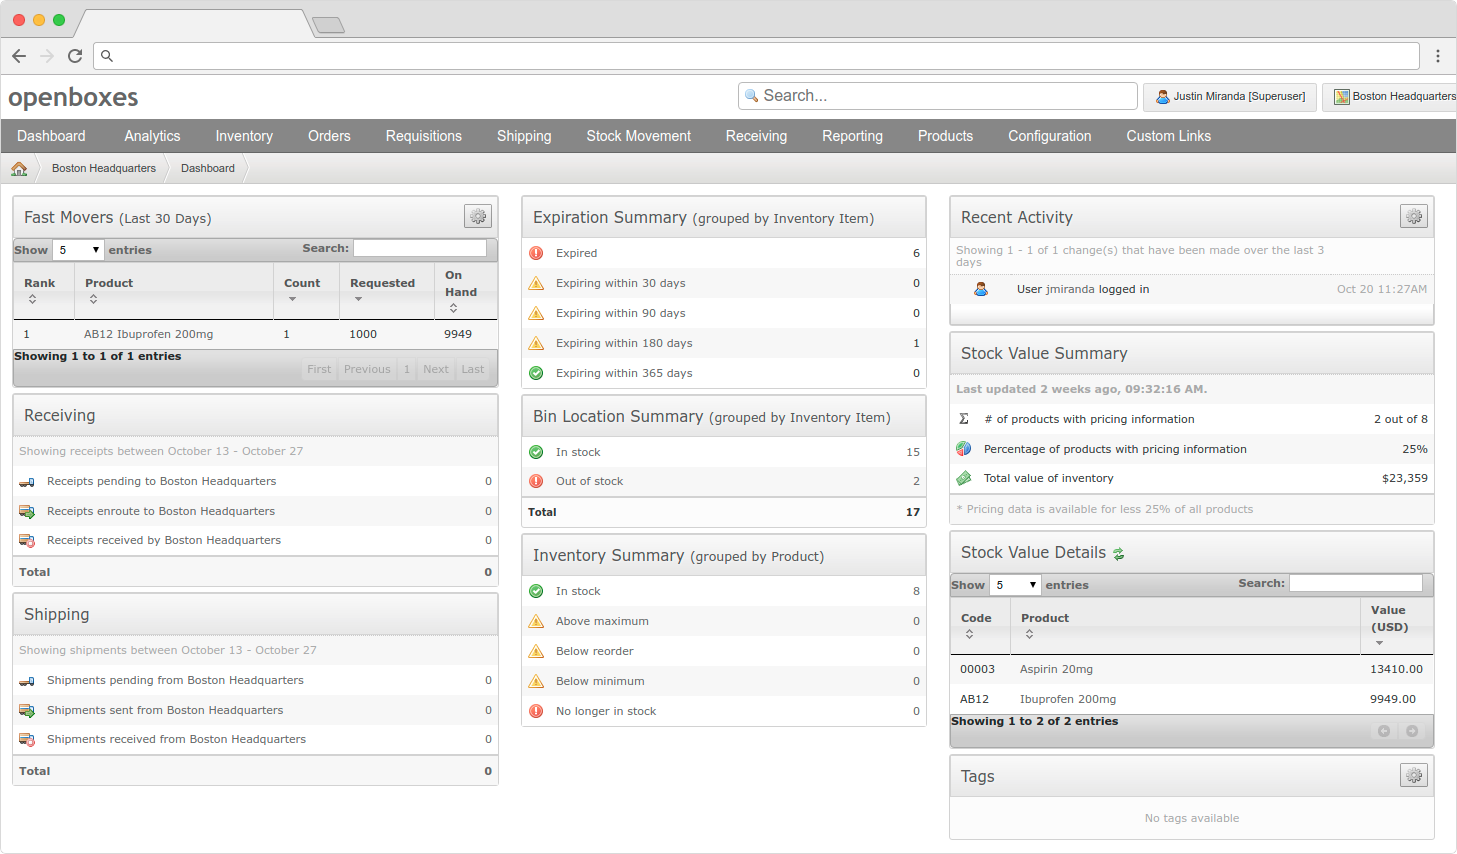 openboxes
Search...
Justin Miranda [Superuser]
Boston Headquarters
Dashboard Analytics Inventory Orders Requisitions Shipping Stock Movement Receiving Reporting Products Configuration Custom Links
Boston Headquarters Dashboard
Fast Movers (Last 30 Days)
Show 5 entries Search:
Rank Product Count Requested On Hand
1 AB12 Ibuprofen 200mg 1 1000 9949
Showing 1 to 1 of 1 entries
First Previous 1 Next Last
Receiving
Showing receipts between October 13 - October 27
Receipts pending to Boston Headquarters 0
Receipts enroute to Boston Headquarters 0
Receipts received by Boston Headquarters 0
Total 0
Shipping
Showing shipments between October 13 - October 27
Shipments pending from Boston Headquarters 0
Shipments sent from Boston Headquarters 0
Shipments received from Boston Headquarters 0
Total 0
Expiration Summary (grouped by Inventory Item)
Expired 6
Expiring within 30 days 0
Expiring within 90 days 0
Expiring within 180 days 1
Expiring within 365 days 0
Bin Location Summary (grouped by Inventory Item)
In stock 15
Out of stock 2
Total 17
Inventory Summary (grouped by Product)
In stock 8
Above maximum 0
Below reorder 0
Below minimum 0
No longer in stock 0
Recent Activity
Showing 1 - 1 of 1 change(s) that have been made over the last 3
days
User jmiranda logged in Oct 20 11:27AM
Stock Value Summary
Last updated 2 weeks ago, 09:32:16 AM.
# of products with pricing information 2 out of 8
Percentage of products with pricing information 25%
Total value of inventory $23,359
* Pricing data is available for less 25% of all products
Stock Value Details
Show 5 entries Search:
Code Product Value (USD)
00003 Aspirin 20mg 13410.00
AB12 Ibuprofen 200mg 9949.00
Showing 1 to 2 of 2 entries
Tags
No tags available